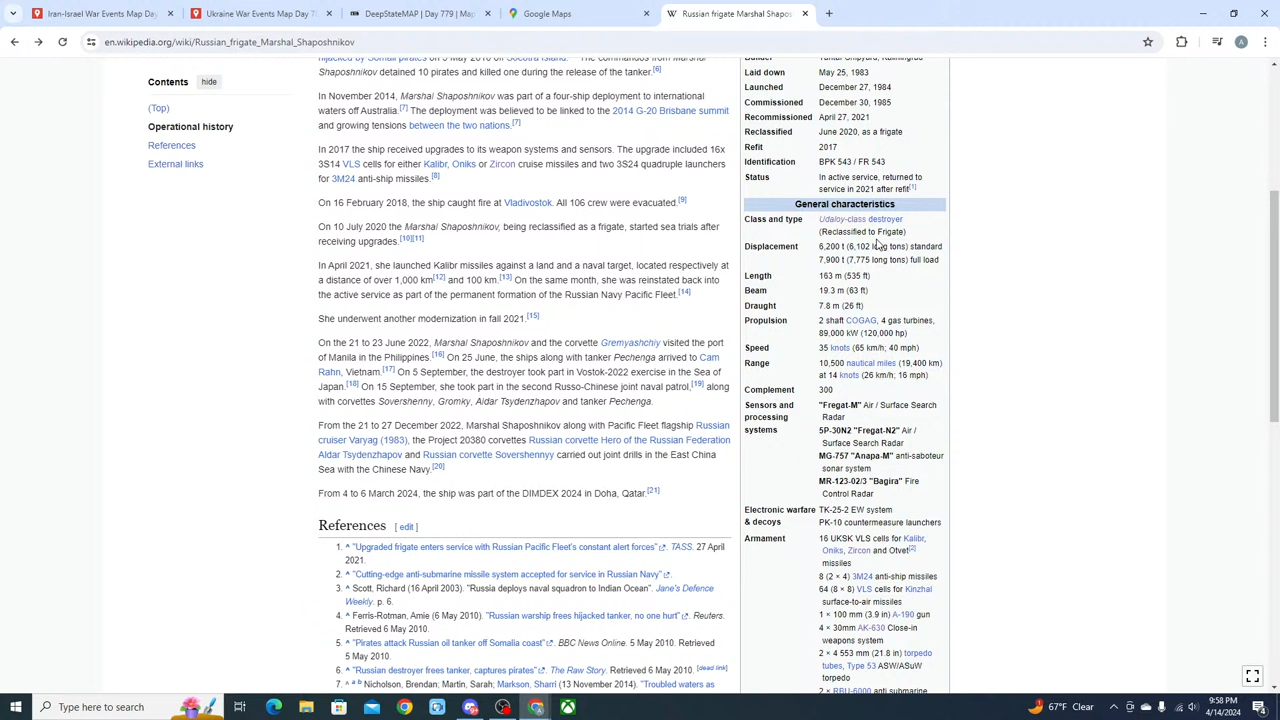 Iran-Israel War Events Map Day
Ukraine War Events Map Day 7
DeepStateMAP | Day 779 | Map
Google Maps
Russian frigate Marshal Shaposh
en.wikipedia.org/wiki/Russian_frigate_Marshal_Shaposhnikov
A
Contents hide
(Top)
Operational history
References
External links
hijacked by Somali pirates on 5 May 2010 off Socotra Island. The commandos from Marshal
Shaposhnikov detained 10 pirates and killed one during the release of the tanker.[6]
In November 2014, Marshal Shaposhnikov was part of a four-ship deployment to international
waters off Australia.[7] The deployment was believed to be linked to the 2014 G-20 Brisbane summit
and growing tensions between the two nations.[7]
In 2017 the ship received upgrades to its weapon systems and sensors. The upgrade included 16x
3S14 VLS cells for either Kalibr, Oniks or Zircon cruise missiles and two 3S24 quadruple launchers
for 3M24 anti-ship missiles.[8]
On 16 February 2018, the ship caught fire at Vladivostok. All 106 crew were evacuated.[9]
On 10 July 2020 the Marshal Shaposhnikov, being reclassified as a frigate, started sea trials after
receiving upgrades.[10][11]
In April 2021, she launched Kalibr missiles against a land and a naval target, located respectively at
a distance of over 1,000 km[12] and 100 km.[13] On the same month, she was reinstated back into
the active service as part of the permanent formation of the Russian Navy Pacific Fleet.[14]
She underwent another modernization in fall 2021.[15]
On the 21 to 23 June 2022, Marshal Shaposhnikov and the corvette Gremyashchiy visited the port
of Manila in the Philippines.[16] On 25 June, the ships along with tanker Pechenga arrived to Cam
Rahn, Vietnam.[17] On 5 September, the destroyer took part in Vostok-2022 exercise in the Sea of
Japan.[18] On 15 September, she took part in the second Russo-Chinese joint naval patrol,[19] along
with corvettes Sovershenny, Gromky, Aldar Tsydenzhapov and tanker Pechenga.
From the 21 to 27 December 2022, Marshal Shaposhnikov along with Pacific Fleet flagship Russian
cruiser Varyag (1983), the Project 20380 corvettes Russian corvette Hero of the Russian Federation
Aldar Tsydenzhapov and Russian corvette Sovershennyy carried out joint drills in the East China
Sea with the Chinese Navy.[20]
From 4 to 6 March 2024, the ship was part of the DIMDEX 2024 in Doha, Qatar.[21]
References [ edit ]
1. ^ "Upgraded frigate enters service with Russian Pacific Fleet's constant alert forces". TASS. 27 April
2021.
2. ^ "Cutting-edge anti-submarine missile system accepted for service in Russian Navy".
3. ^ Scott, Richard (16 April 2003). "Russia deploys naval squadron to Indian Ocean". Jane's Defence
Weekly. p. 6.
4. ^ Ferris-Rotman, Amie (6 May 2010). "Russian warship frees hijacked tanker, no one hurt". Reuters.
Retrieved 6 May 2010.
5. ^ "Pirates attack Russian oil tanker off Somalia coast". BBC News Online. 5 May 2010. Retrieved
5 May 2010.
6. ^ "Russian destroyer frees tanker, captures pirates". The Raw Story. Retrieved 6 May 2010. [dead link]
7. ^ a b Nicholson, Brendan; Martin, Sarah; Markson, Sharri (13 November 2014). "Troubled waters as
Builder Yantar Shipyard, Kaliningrad
Laid down May 25, 1983
Launched December 27, 1984
Commissioned December 30, 1985
Recommissioned April 27, 2021
Reclassified June 2020, as a frigate
Refit 2017
Identification BPK 543 / FR 543
Status In active service, returned to
service in 2021 after refit[1]
General characteristics
Class and type Udaloy-class destroyer
(Reclassified to Frigate)
Displacement 6,200 t (6,102 long tons) standard
7,900 t (7,775 long tons) full load
Length 163 m (535 ft)
Beam 19.3 m (63 ft)
Draught 7.8 m (26 ft)
Propulsion 2 shaft COGAG, 4 gas turbines,
89,000 kW (120,000 hp)
Speed 35 knots (65 km/h; 40 mph)
Range 10,500 nautical miles (19,400 km)
at 14 knots (26 km/h; 16 mph)
Complement 300
Sensors and "Fregat-M" Air / Surface Search
processing Radar
systems 5P-30N2 "Fregat-N2" Air /
Surface Search Radar
MG-757 "Anapa-M" anti-saboteur
sonar system
MR-123-02/3 "Bagira" Fire
Control Radar
Electronic warfare TK-25-2 EW system
& decoys PK-10 countermeasure launchers
Armament 16 UKSK VLS cells for Kalibr,
Oniks, Zircon and Otvet[2]
missiles
8 (2 × 4) 3M24 anti-ship missiles
64 (8 × 8) VLS cells for Kinzhal
surface-to-air missiles
1 × 100 mm (3.9 in) A-190 gun
4 × 30mm AK-630 Close-in
weapons system
2 × 4 553 mm (21.8 in) torpedo
tubes, Type 53 ASW/ASuW
torpedo
2 × RBU-6000 anti submarine
Type here to search
67°F Clear
9:58 PM
4/14/2024